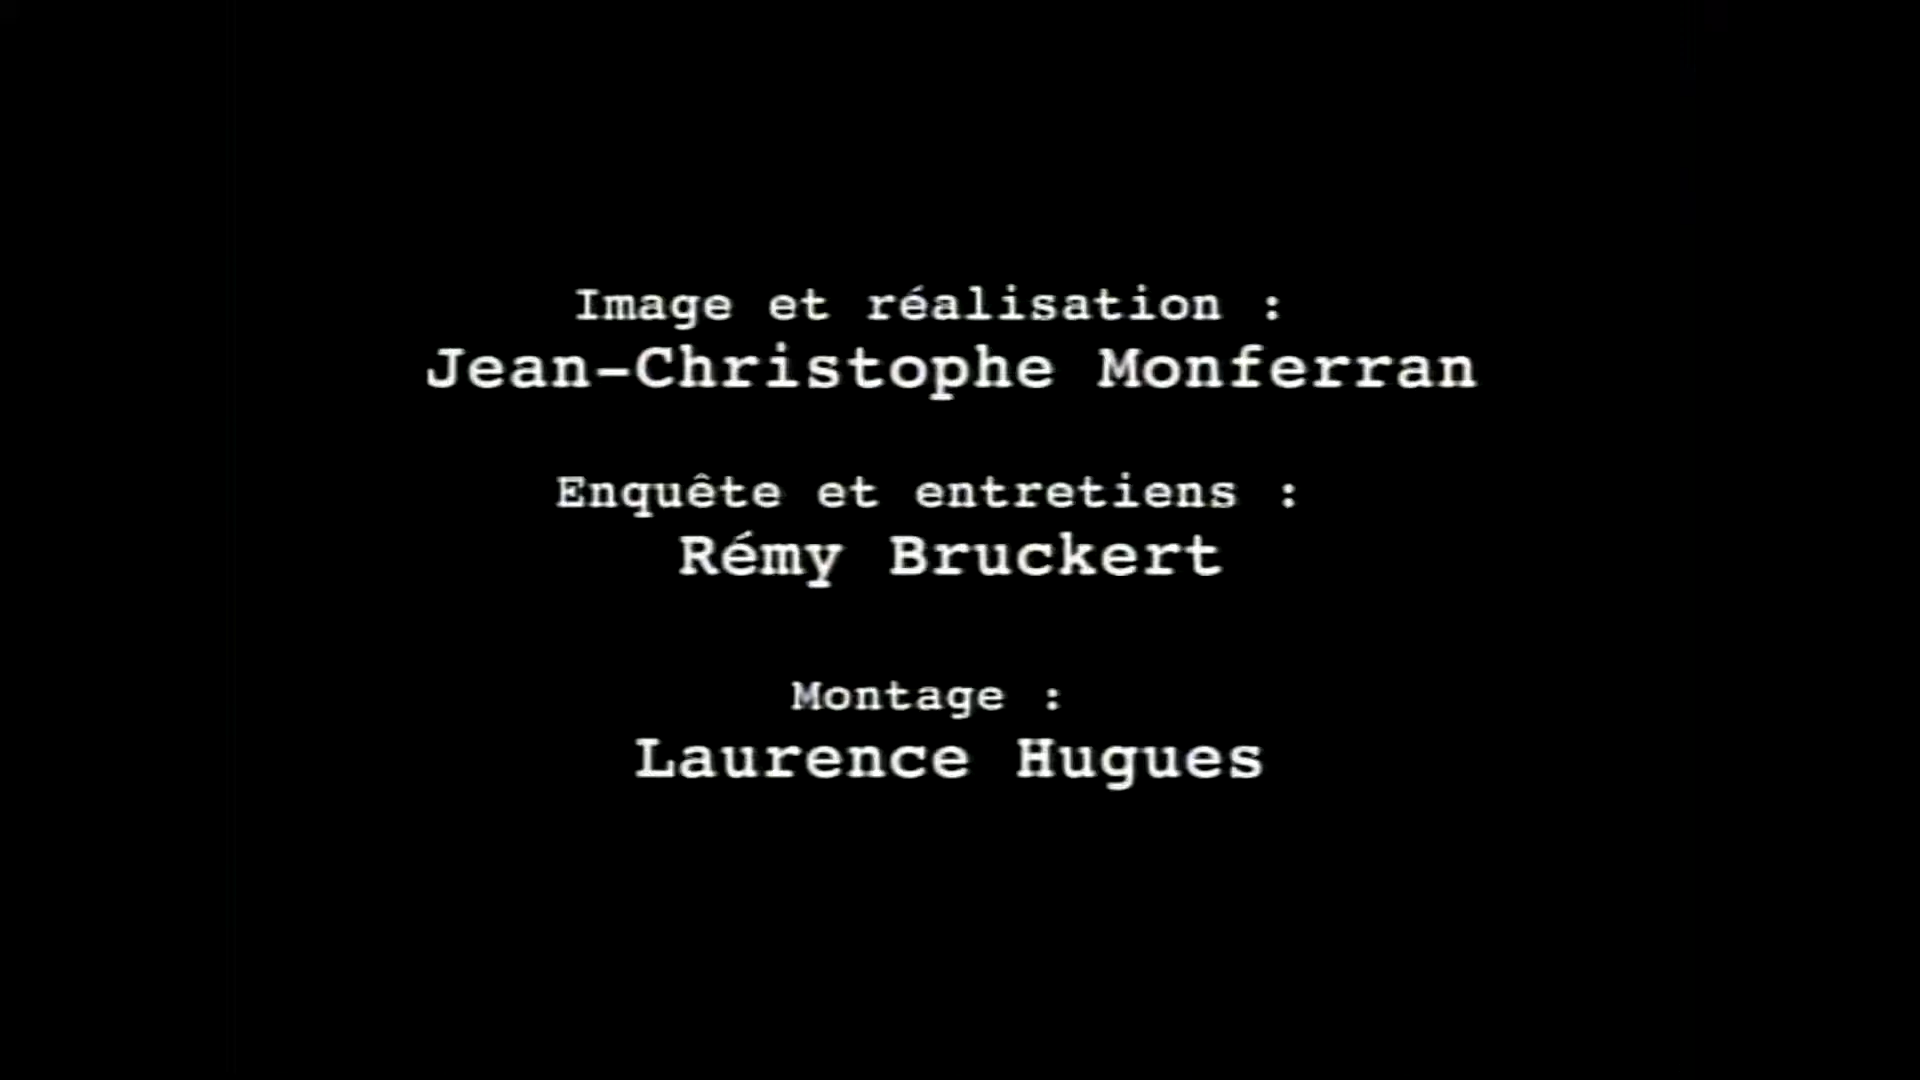 Image et réalisation :
Jean-Christophe Monferran
Enquête et entretiens :
Rémy Bruckert
Montage :
Laurence Hugues